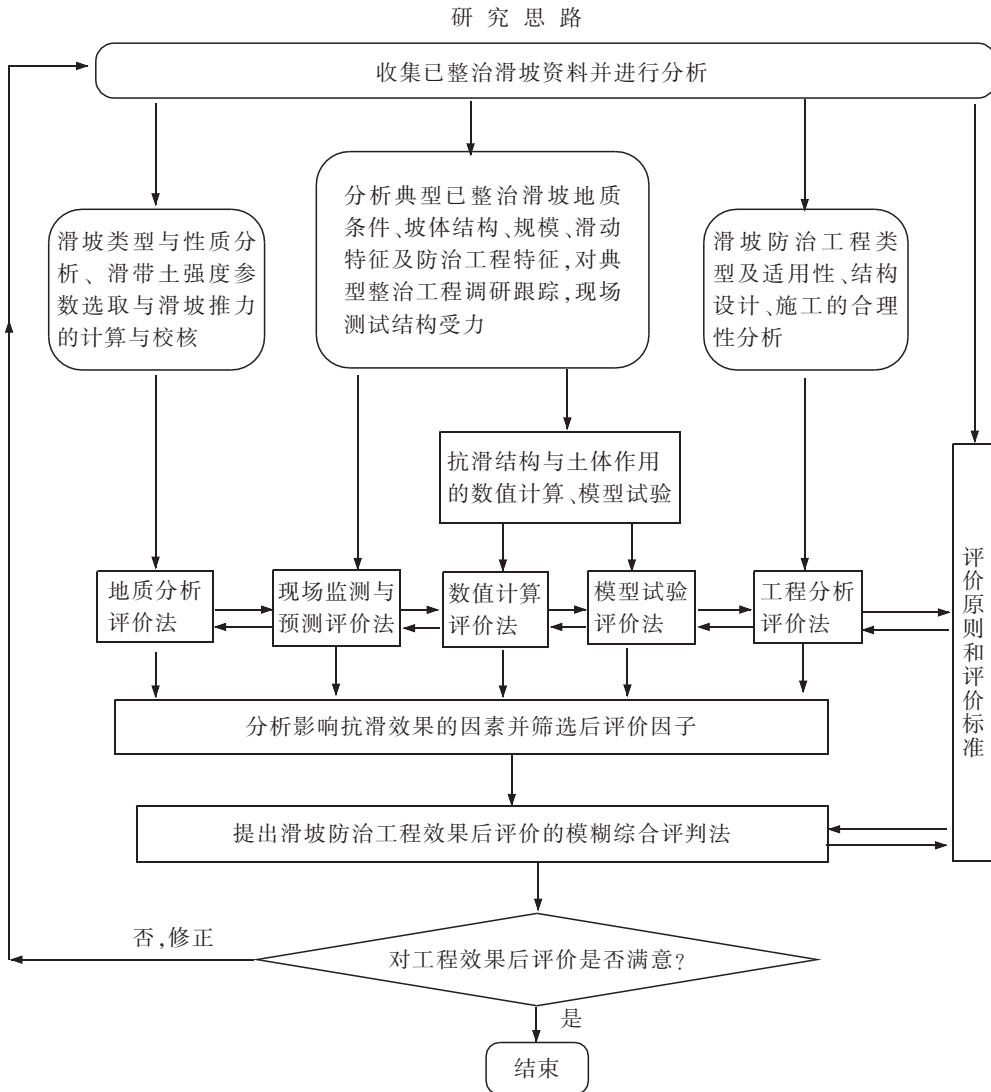 研究思路
收集已整治滑坡资料并进行分析
滑坡类型与性质分
析、滑带土强度参
数选取与滑坡推力
的计算与校核
分析典型已整治滑坡地质
条件、坡体结构、规模、滑动
特征及防治工程特征,对典
型整治工程调研跟踪,现场
测试结构受力
滑坡防治工程类
型及适用性、结构
设计、施工的合理
性分析
抗滑结构与土体作用
的数值计算、模型试验
地质分析
评价法
现场监测与
预测评价法
数值计算
评价法
模型试验
评价法
工程分析
评价法
评价原则和评价标准
分析影响抗滑效果的因素并筛选后评价因子
提出滑坡防治工程效果后评价的模糊综合评判法
否,修正
对工程效果后评价是否满意?
是
结束